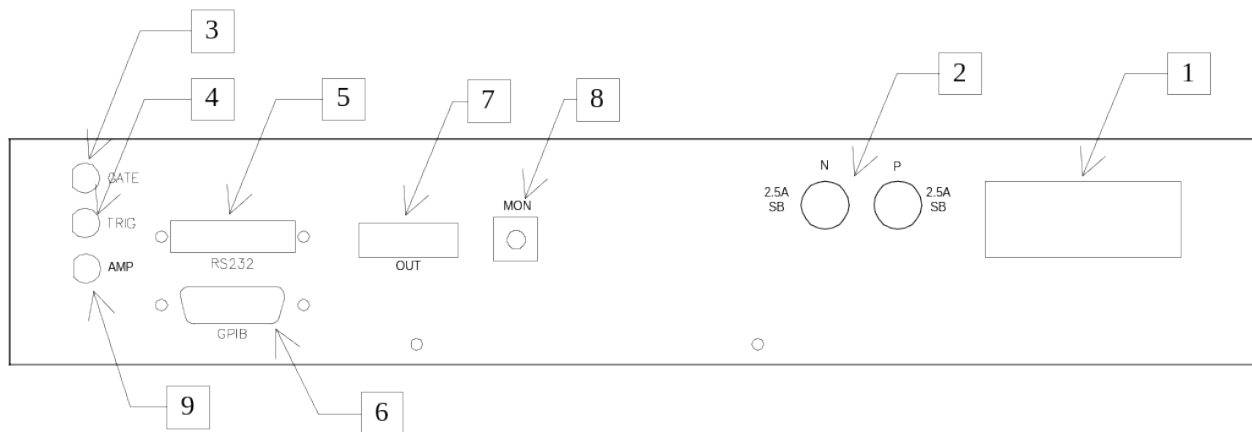 3
4
5
7
8
2
1
GATE
TRIG
AMP
RS232
GPIB
OUT
MON
N
P
2.5A
SB
2.5A
SB
9
6